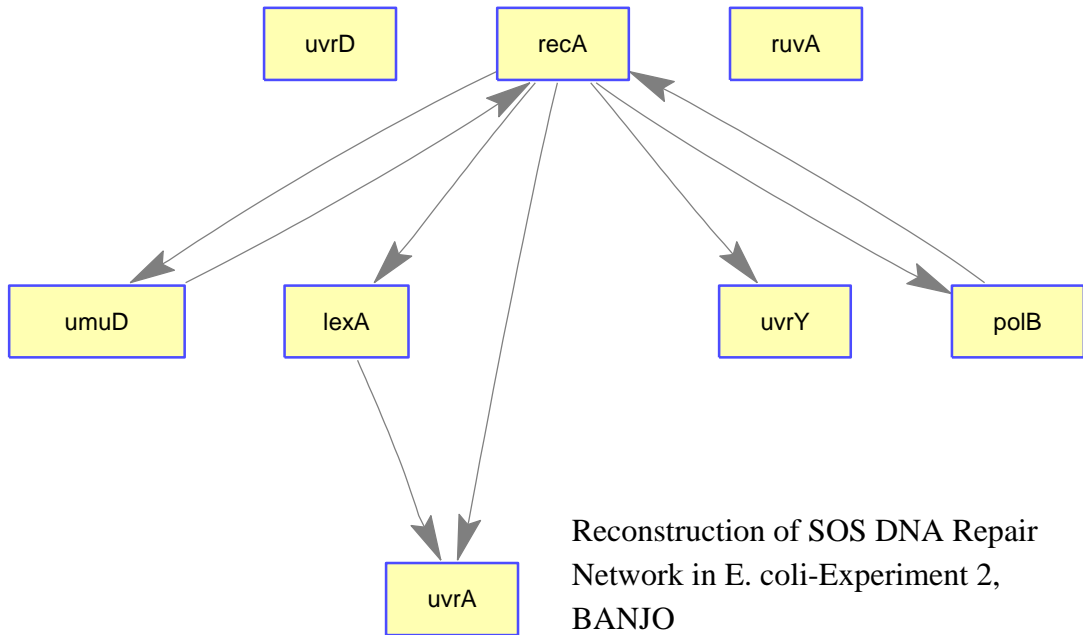 uvrD
recA
ruvA
umuD
lexA
uvrY
polB
uvrA
Reconstruction of SOS DNA Repair
Network in E. coli-Experiment 2,
BANJO